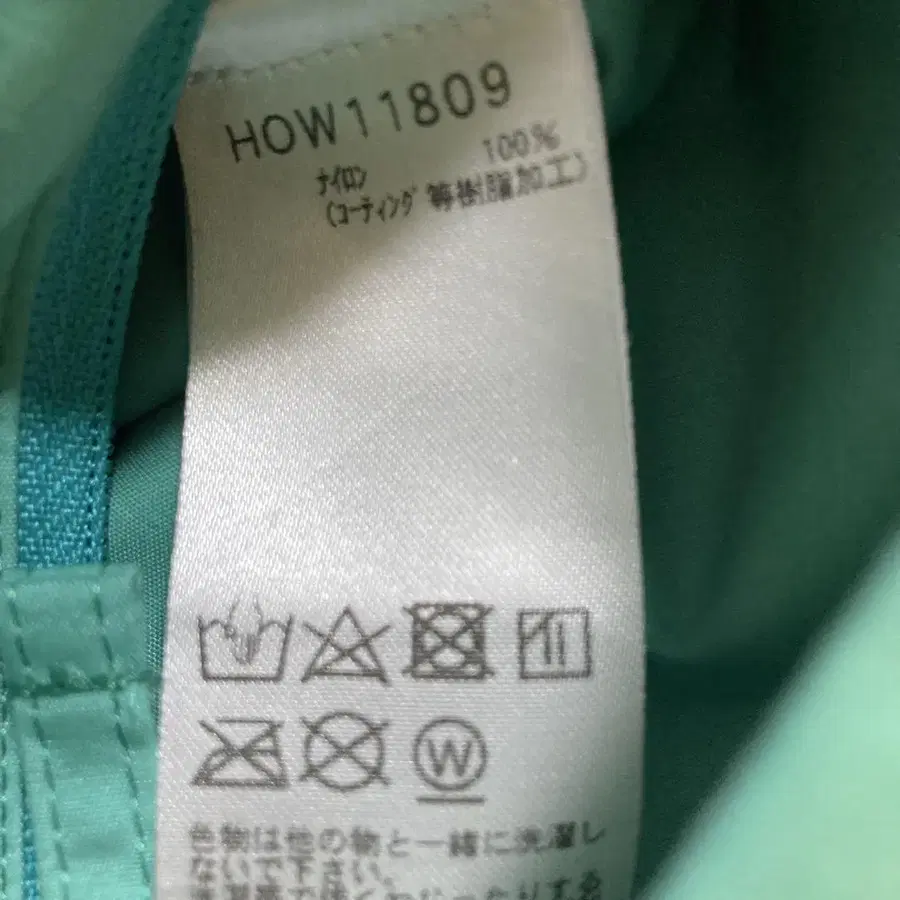 HOW11809
ナイロン 100%
(コーティング等樹脂加工)
W
色物は他の物と一緒に洗濯し
ないで下さい。